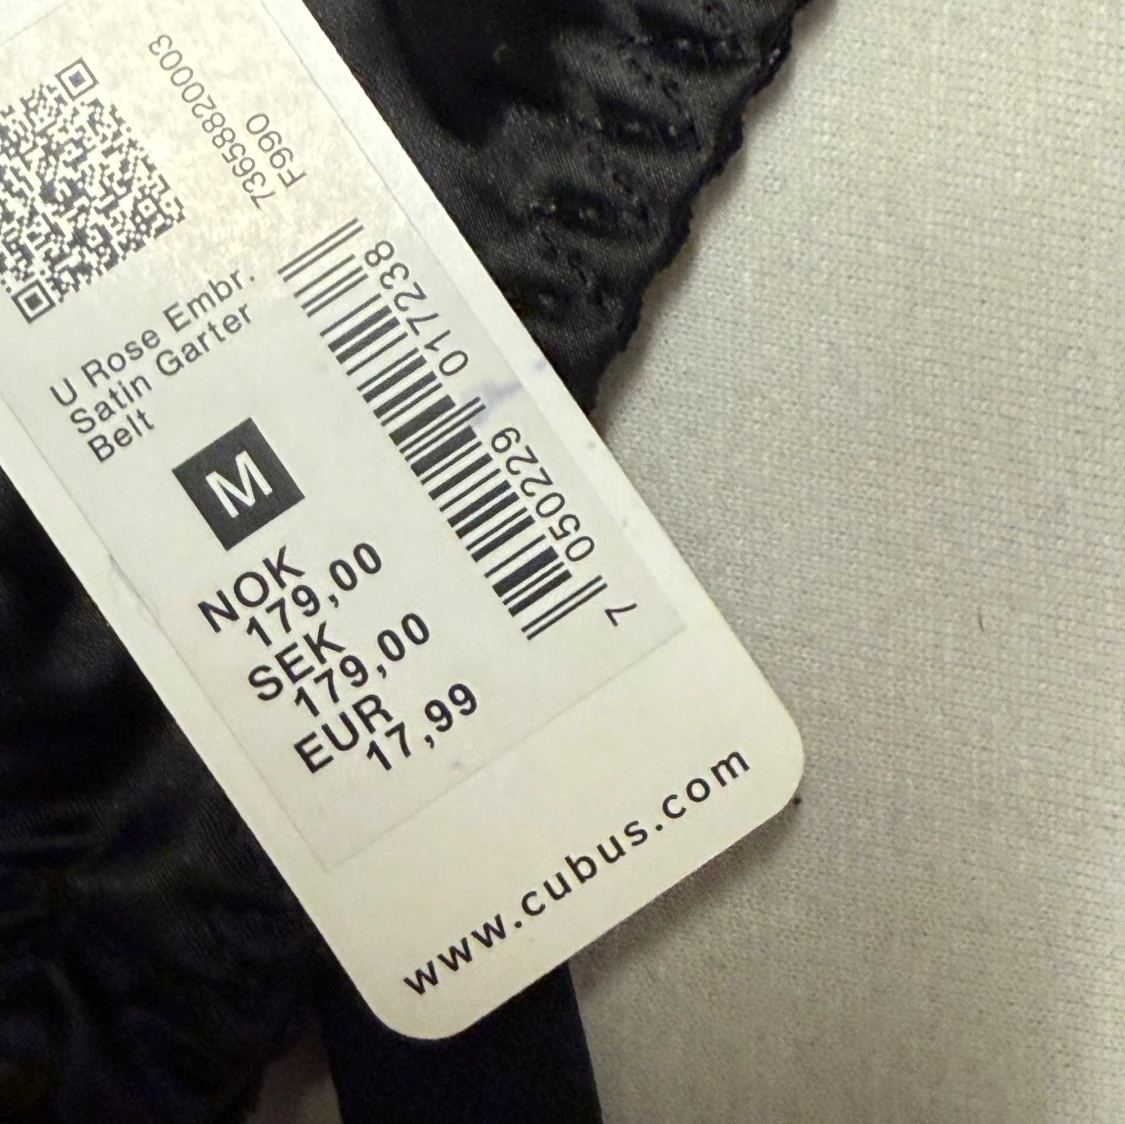 73658820003
F990
U Rose Embr.
Satin Garter
Belt
M
NOK
179,00
SEK
179,00
EUR
17,99
7 050229 017238
www.cubus.com